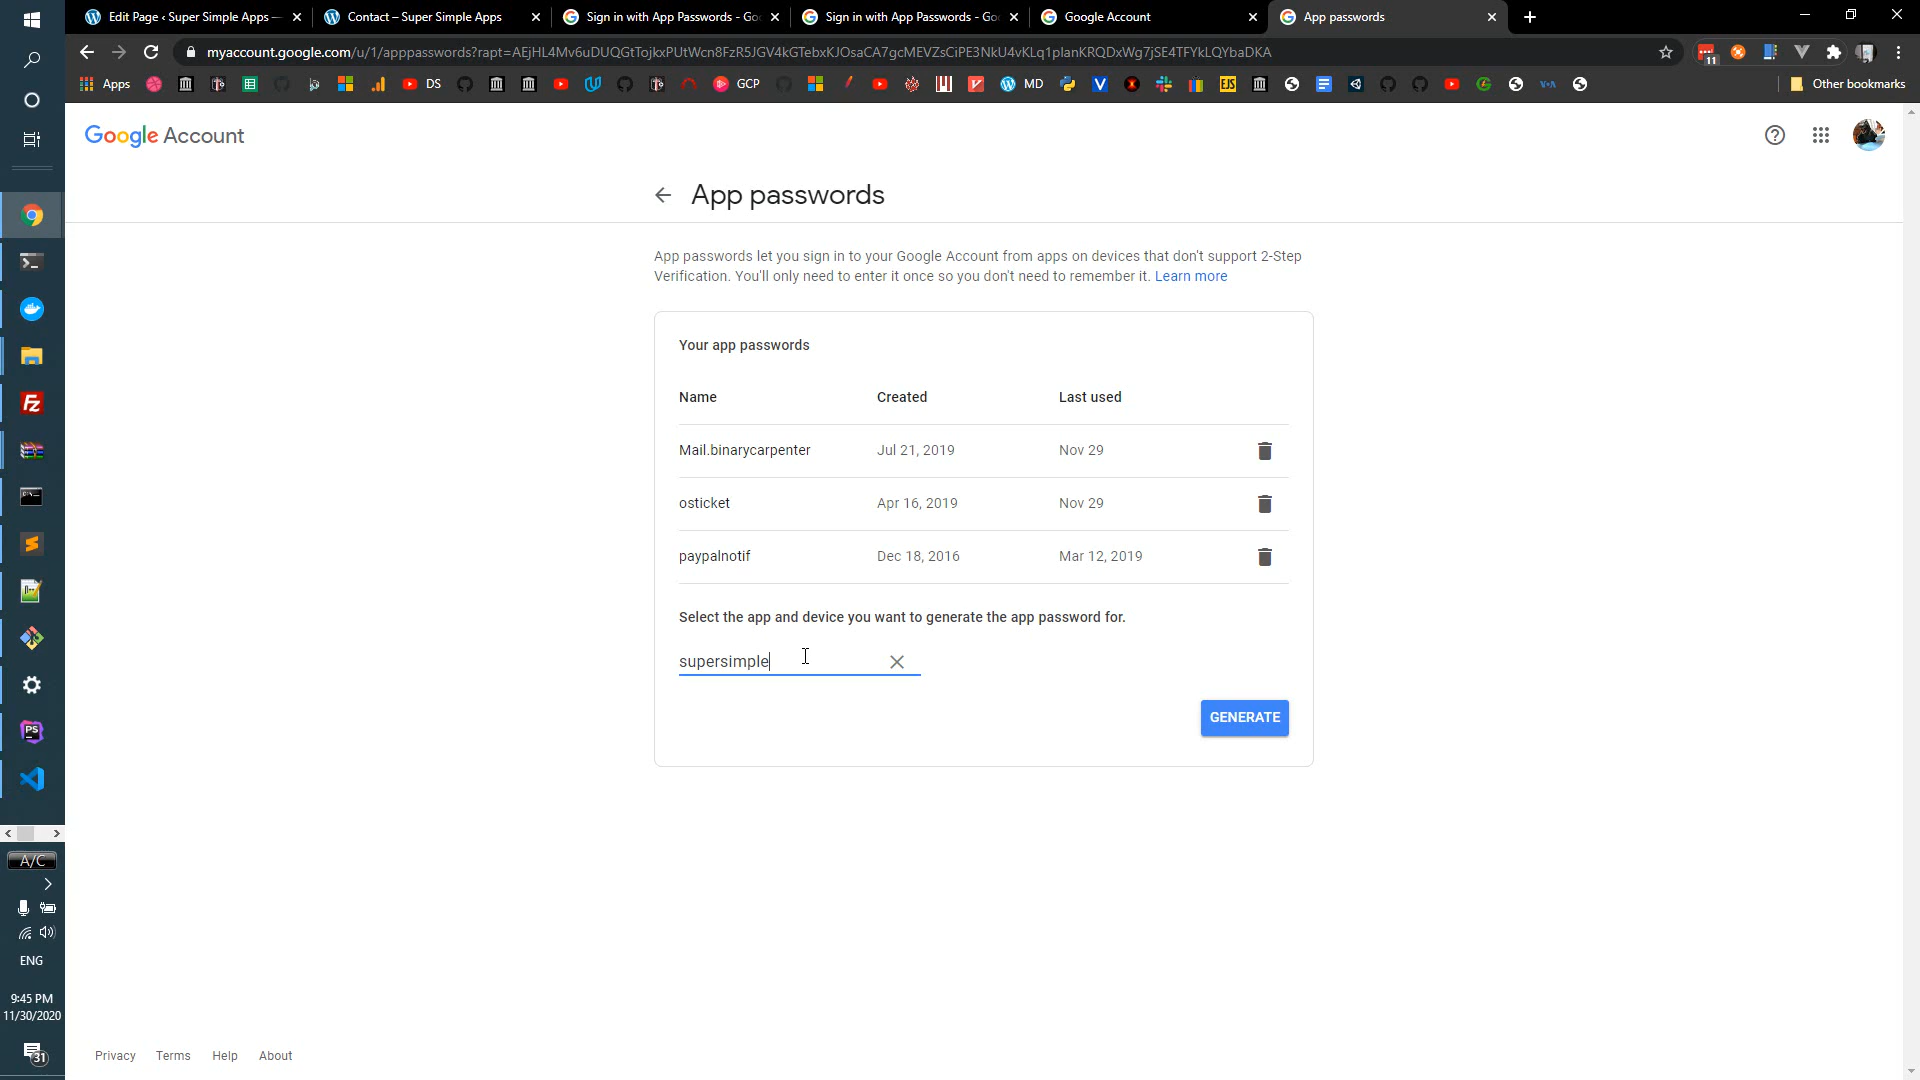 Edit Page ‹ Super Simple Apps —
Contact – Super Simple Apps
Sign in with App Passwords - Go
Sign in with App Passwords - Go
Google Account
App passwords
myaccount.google.com/u/1/apppasswords?rapt=AEjHL4Mv6uDUQGtTojkxPUtWcn8FzR5JGV4kGTebxKJOsaCA7gcMEVZsCiPE3NkU4vKLq1planKRQDxWg7jSE4TFYkLQYbaDKA
11
Apps
DS
GCP
MD
EJS
Other bookmarks
Google Account
App passwords
App passwords let you sign in to your Google Account from apps on devices that don't support 2-Step
Verification. You'll only need to enter it once so you don't need to remember it. Learn more
Your app passwords
Name Created Last used
Mail.binarycarpenter Jul 21, 2019 Nov 29
osticket Apr 16, 2019 Nov 29
paypalnotif Dec 18, 2016 Mar 12, 2019
Select the app and device you want to generate the app password for.
supersimple
GENERATE
Privacy Terms Help About
Fz
PS
A/C
ENG
9:45 PM
11/30/2020
31